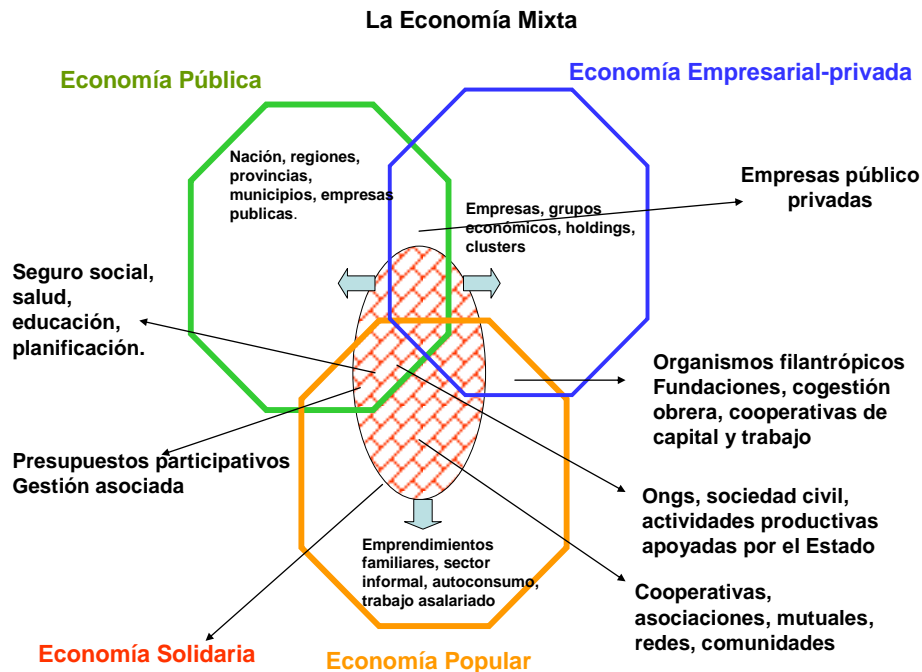 La Economía Mixta
Economía Pública
Economía Empresarial-privada
Nación, regiones,
provincias,
municipios, empresas
publicas.
Empresas, grupos
económicos, holdings,
clusters
Empresas público
privadas
Seguro social,
salud,
educación,
planificación.
Organismos filantrópicos
Fundaciones, cogestión
obrera, cooperativas de
capital y trabajo
Presupuestos participativos
Gestión asociada
Ongs, sociedad civil,
actividades productivas
apoyadas por el Estado
Emprendimientos
familiares, sector
informal, autoconsumo,
trabajo asalariado
Cooperativas,
asociaciones, mutuales,
redes, comunidades
Economía Solidaria
Economía Popular